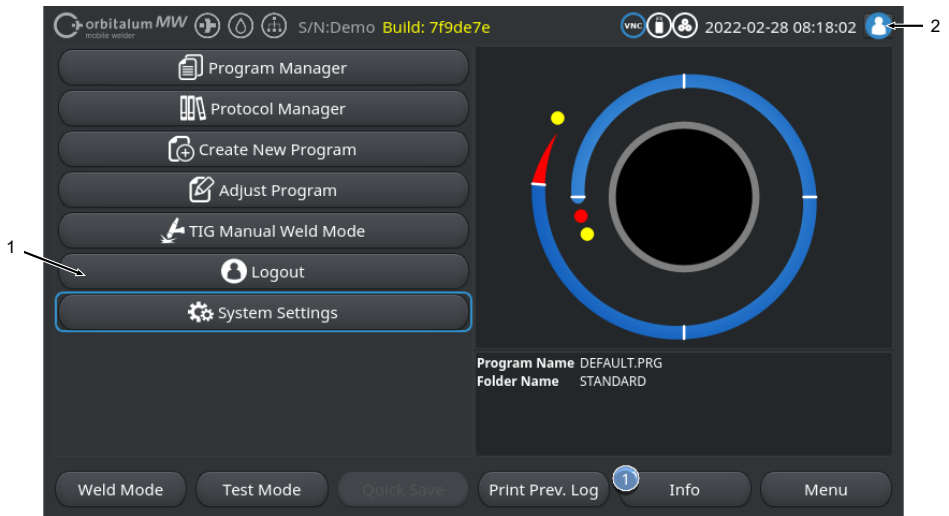 orbitalum MW
mobile welder
S/N:Demo Build: 7f9de7e
VNC
2022-02-28 08:18:02
2
Program Manager
Protocol Manager
Create New Program
Adjust Program
TIG Manual Weld Mode
1
Logout
System Settings
Program Name DEFAULT.PRG
Folder Name STANDARD
Weld Mode
Test Mode
Quick Save
Print Prev. Log
1
Info
Menu